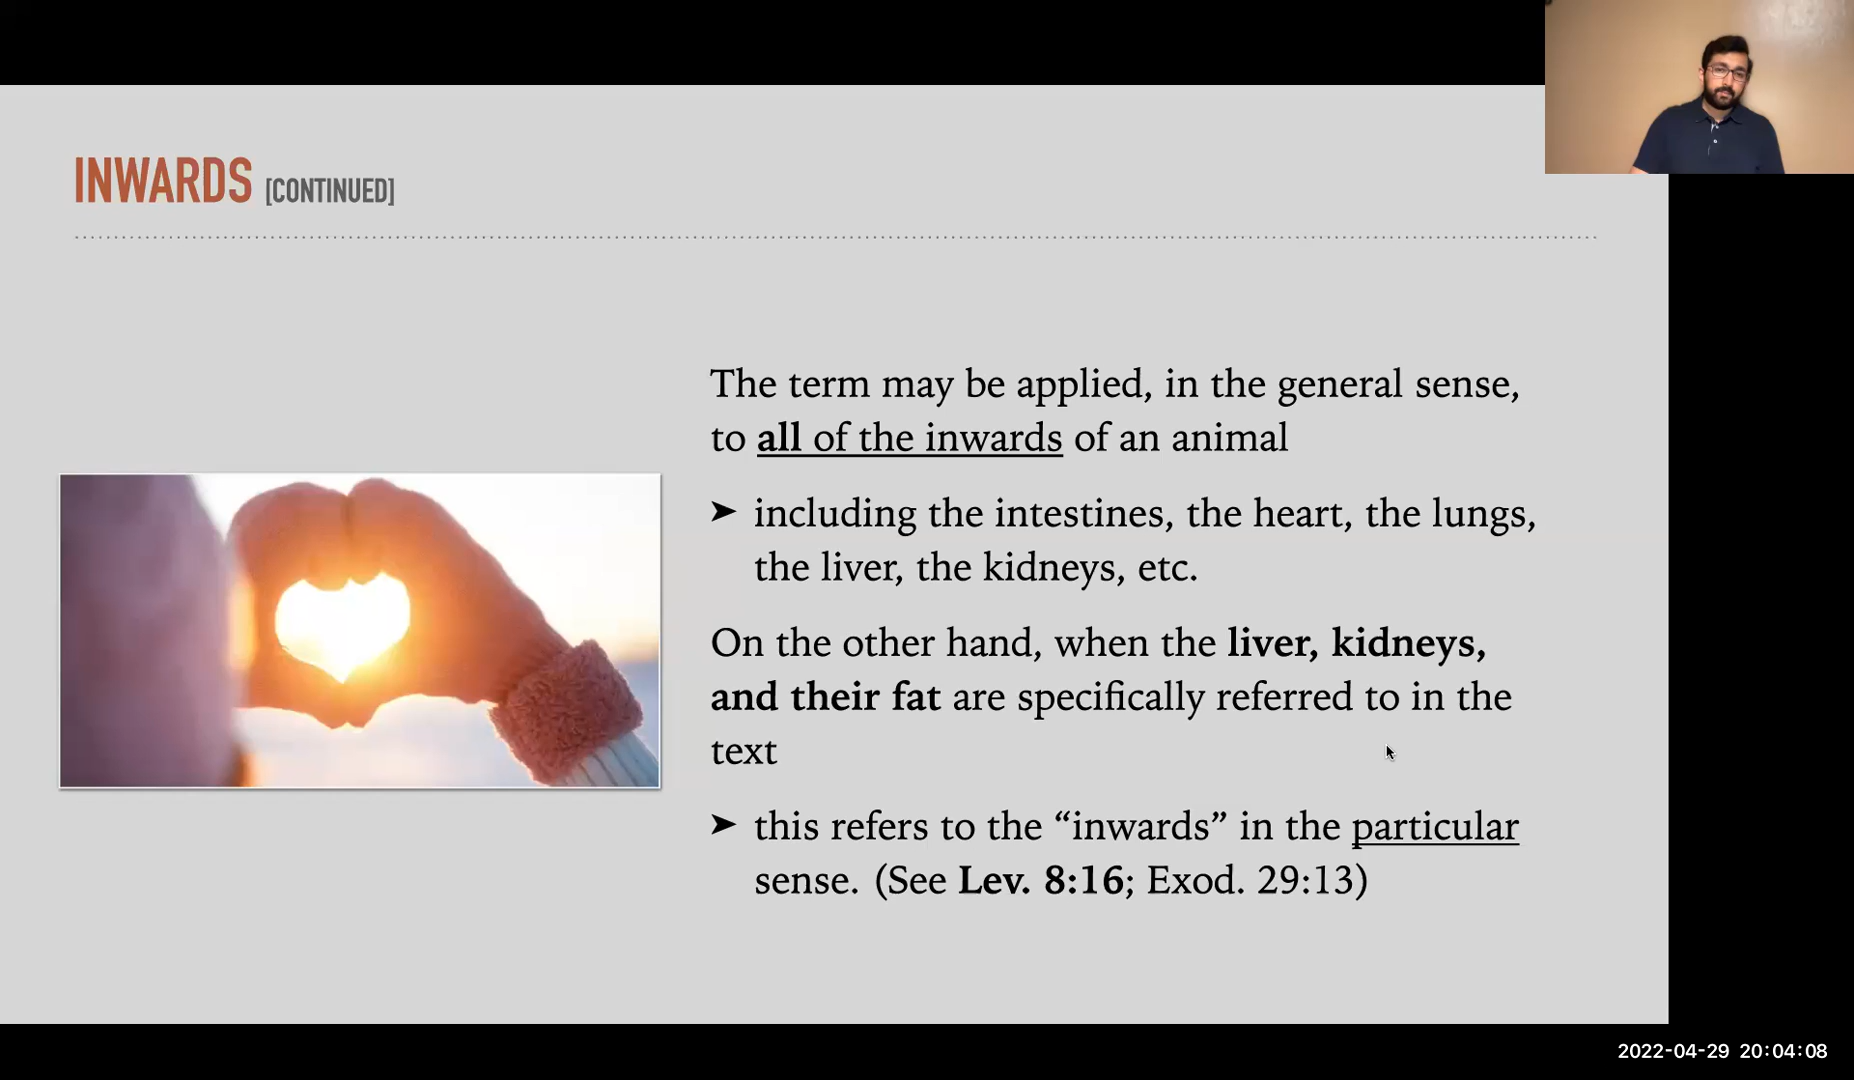 INWARDS [CONTINUED]
The term may be applied, in the general sense,
to all of the inwards of an animal
➤ including the intestines, the heart, the lungs,
the liver, the kidneys, etc.
On the other hand, when the liver, kidneys,
and their fat are specifically referred to in the
text
➤ this refers to the “inwards” in the particular
sense. (See Lev. 8:16; Exod. 29:13)
2022-04-29 20:04:08